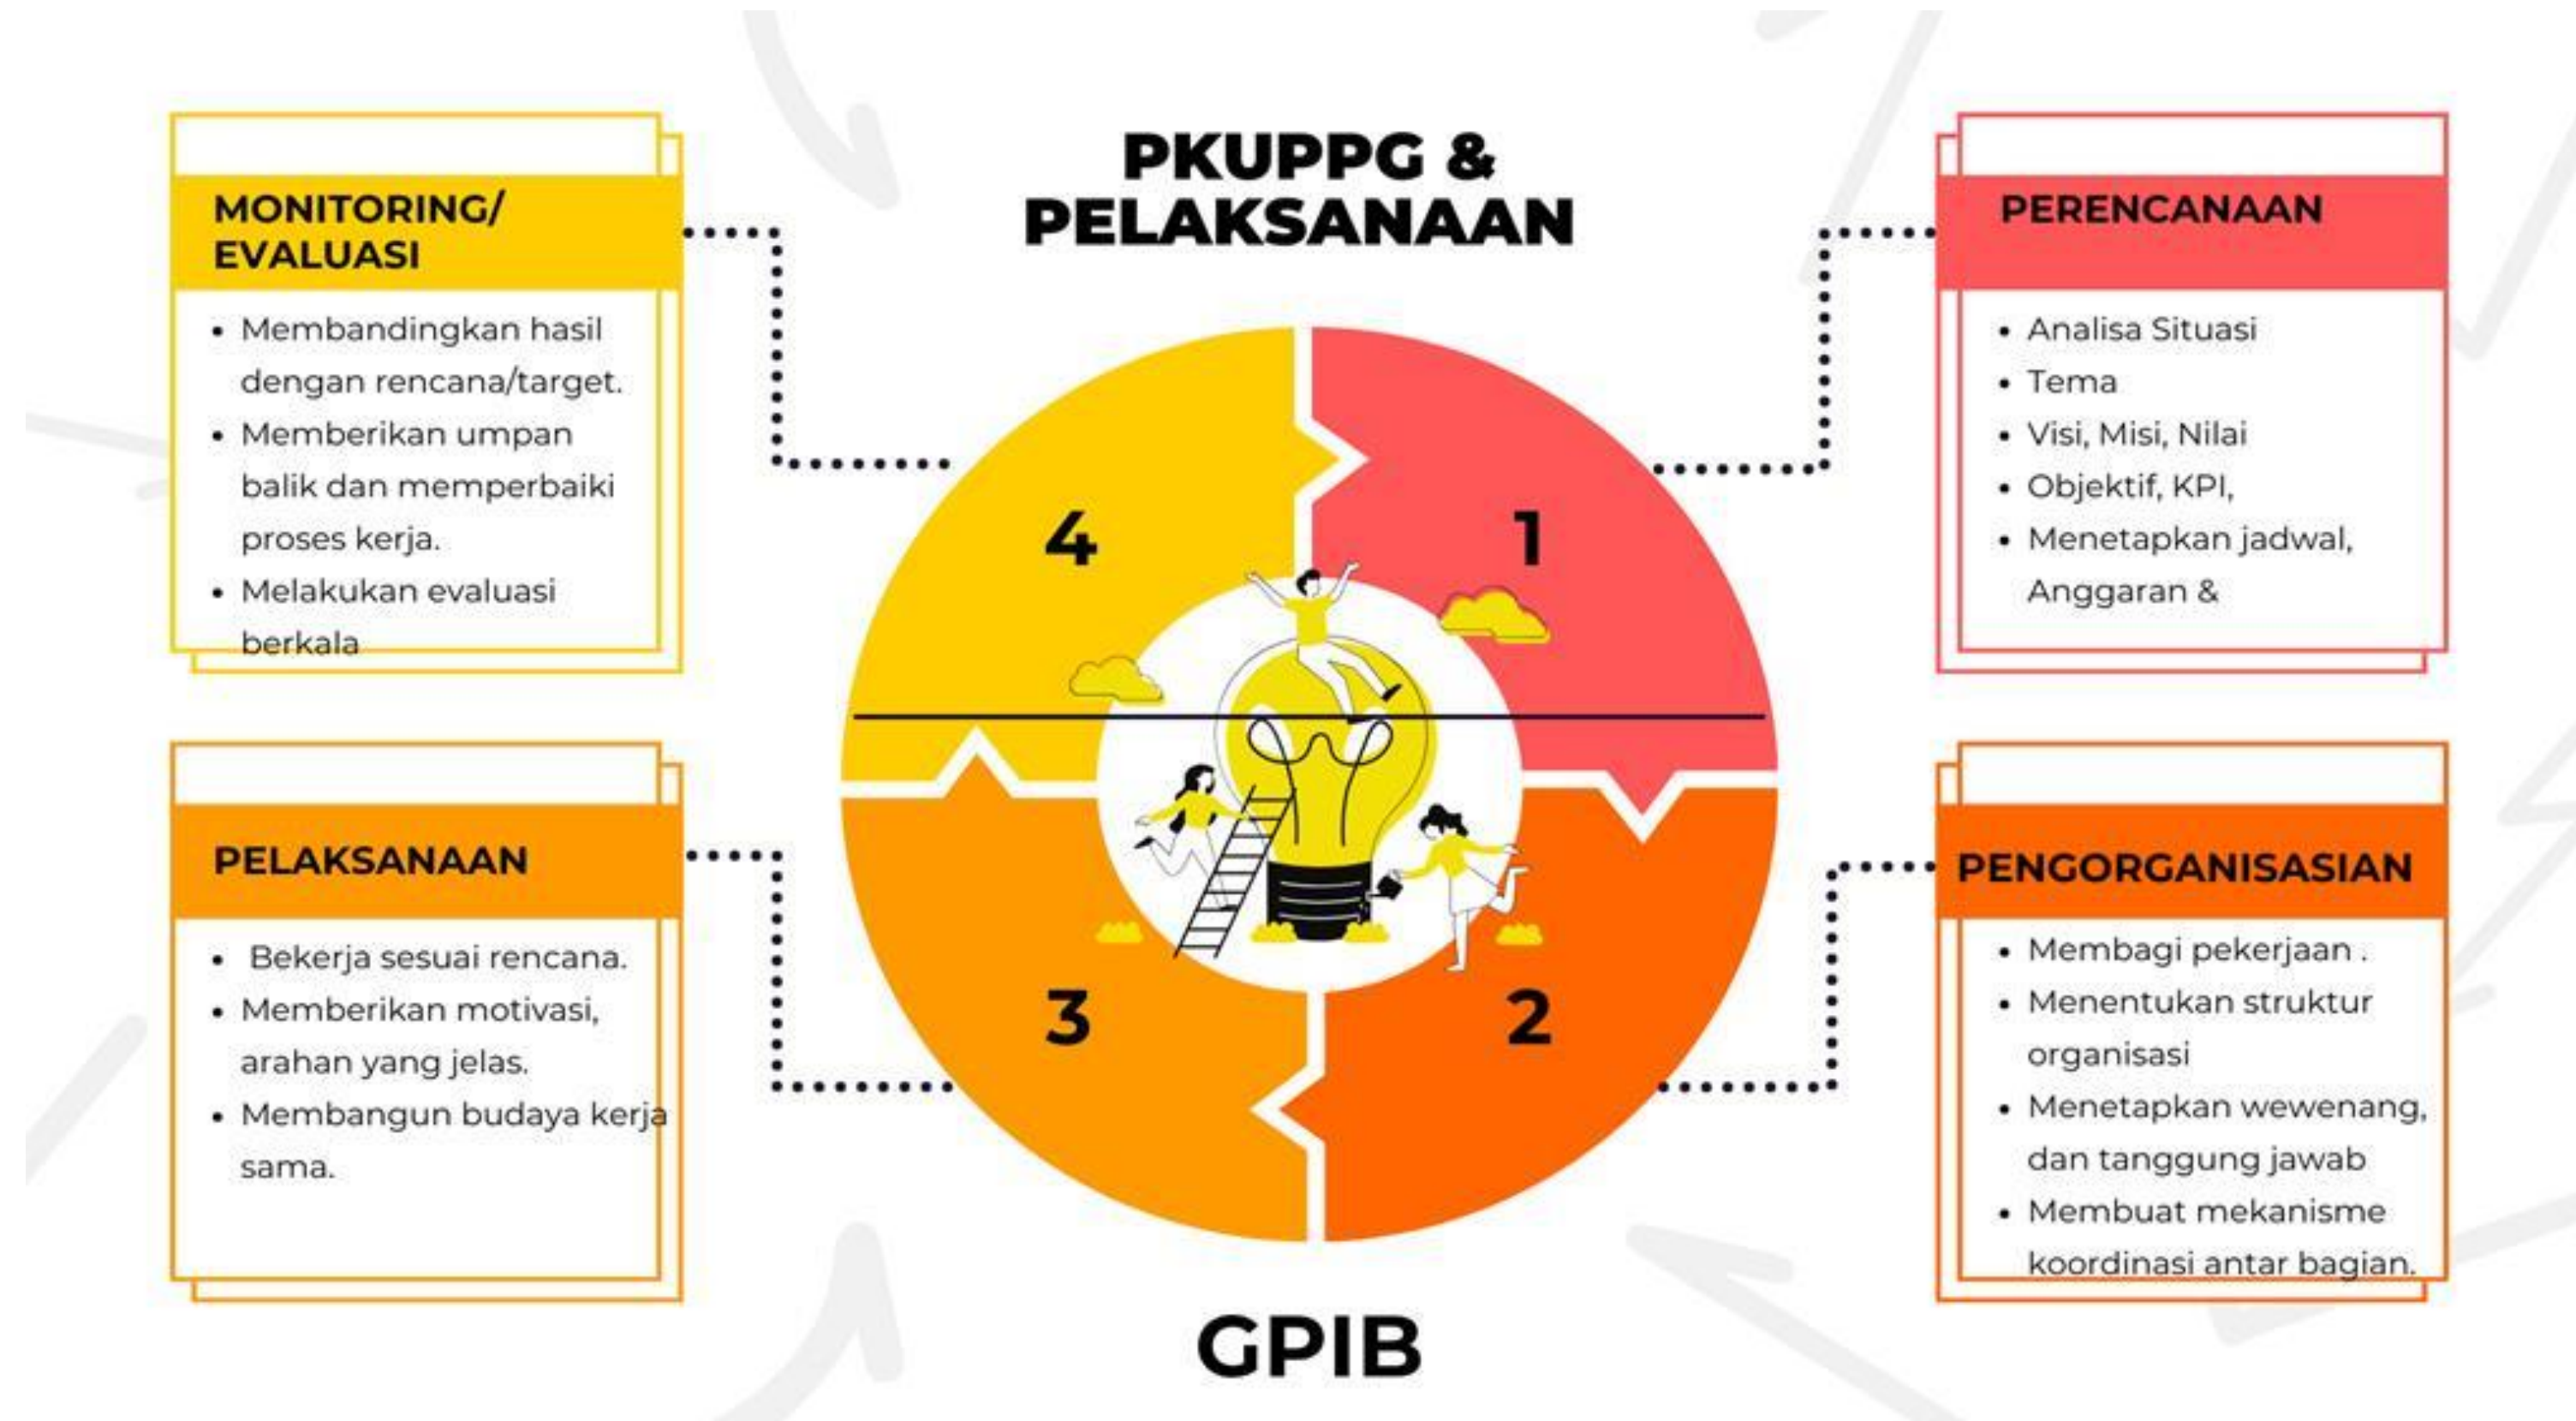 PKUPPG &
PELAKSANAAN
MONITORING/
EVALUASI
• Membandingkan hasil
dengan rencana/target.
• Memberikan umpan
balik dan memperbaiki
proses kerja.
• Melakukan evaluasi
berkala
PERENCANAAN
• Analisa Situasi
• Tema
• Visi, Misi, Nilai
• Objektif, KPI,
• Menetapkan jadwal,
Anggaran &
4
1
PELAKSANAAN
• Bekerja sesuai rencana.
• Memberikan motivasi,
arahan yang jelas.
• Membangun budaya kerja
sama.
3
2
PENGORGANISASIAN
• Membagi pekerjaan .
• Menentukan struktur
organisasi
• Menetapkan wewenang,
dan tanggung jawab
• Membuat mekanisme
koordinasi antar bagian.
GPIB